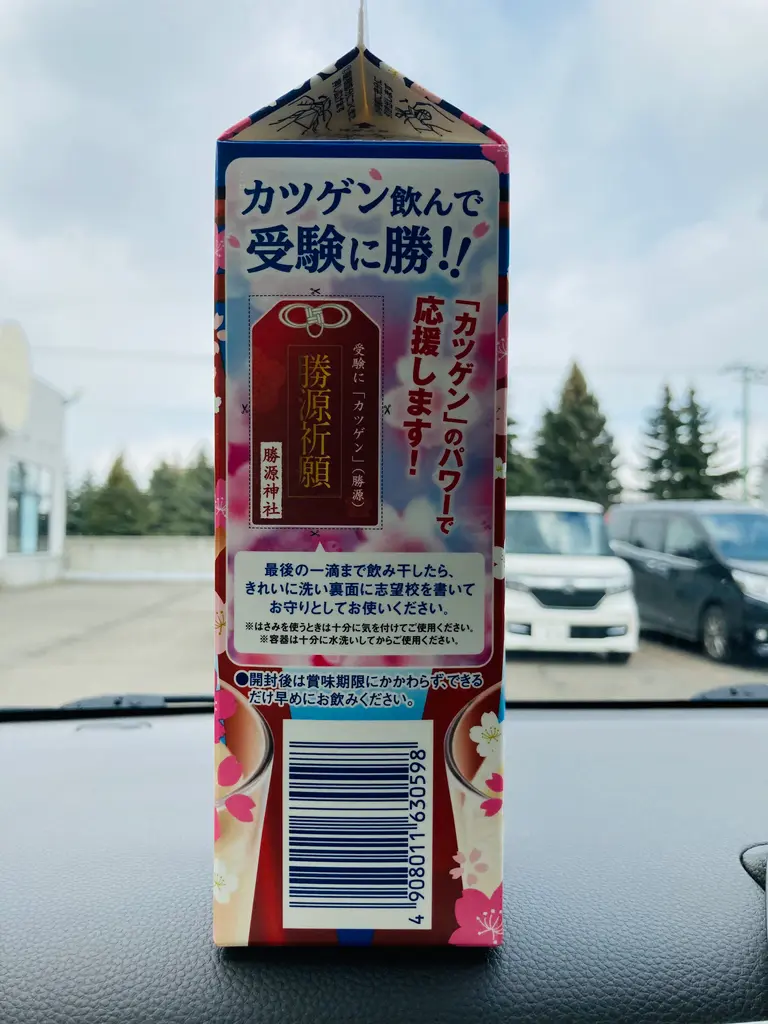 カツゲン飲んで
受験に勝!!
「カツゲン」のパワーで
応援します!
受験に「カツゲン」(勝源)
勝源祈願
勝源神社
最後の一滴まで飲み干したら、
きれいに洗い裏面に志望校を書いて
お守りとしてお使いください。
※はさみを使うときは十分に気を付けてご使用ください。
※容器は十分に水洗いしてからご使用ください。
●開封後は賞味期限にかかわらず、できる
だけ早めにお飲みください。
4 908011 630598